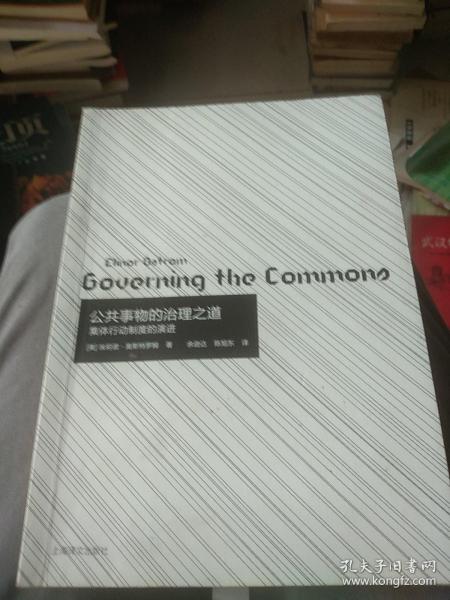 Elinor Ostrom
Governing the Commons
公共事物的治理之道
集体行动制度的演进
[美]埃莉诺·奥斯特罗姆 著 余逊达 陈旭东 译
上海译文出版社
武汉
孔夫子旧书网
www.kongfz.com